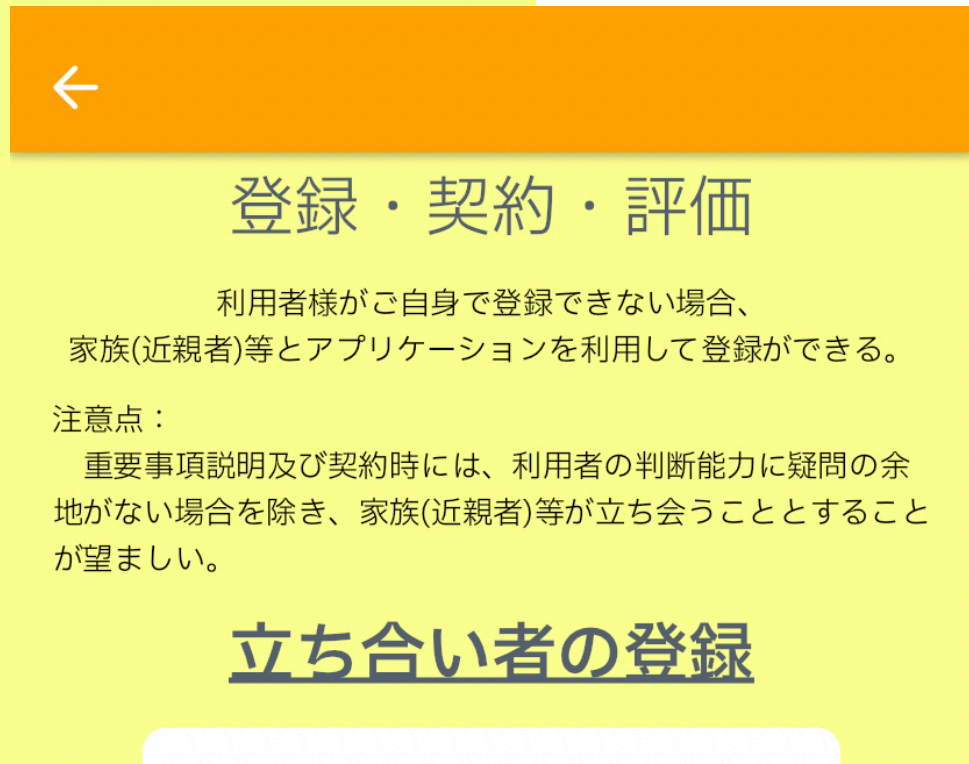 登録・契約・評価
利用者様がご自身で登録できない場合、
家族(近親者)等とアプリケーションを利用して登録ができる。
注意点：
　重要事項説明及び契約時には、利用者の判断能力に疑問の余
地がない場合を除き、家族(近親者)等が立ち会うこととすること
が望ましい。
立ち合い者の登録